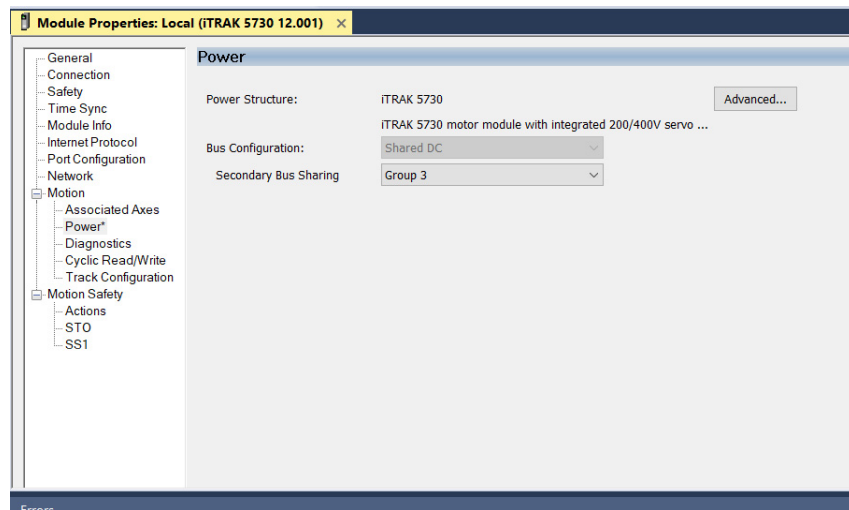 Module Properties: Local (iTRAK 5730 12.001) ×
General
Connection
Safety
Time Sync
Module Info
Internet Protocol
Port Configuration
Network
Motion
Associated Axes
Power*
Diagnostics
Cyclic Read/Write
Track Configuration
Motion Safety
Actions
STO
SS1
Power
Power Structure: iTRAK 5730 Advanced...
iTRAK 5730 motor module with integrated 200/400V servo ...
Bus Configuration: Shared DC
Secondary Bus Sharing Group 3
Errors